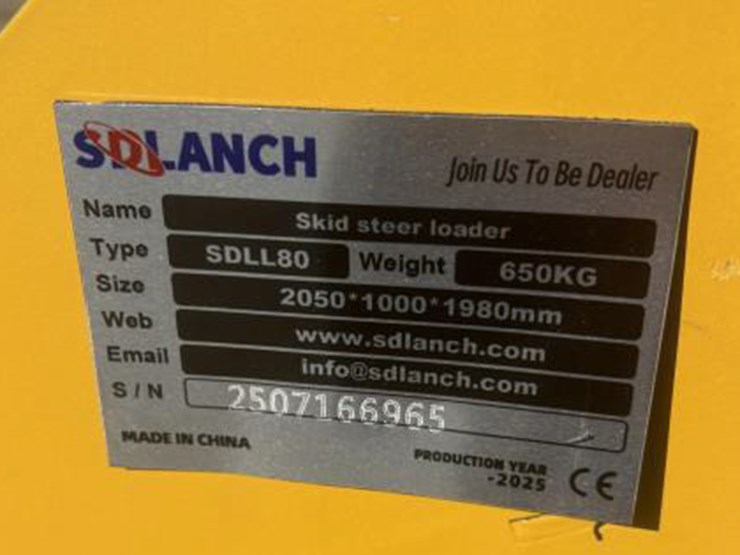 SDLANCH
Join Us To Be Dealer
Name Skid steer loader
Type SDLL80 Weight 650KG
Size 2050*1000*1980mm
Web www.sdlanch.com
Email info@sdlanch.com
S/N 2507166965
MADE IN CHINA
PRODUCTION YEAR
-2025
CE